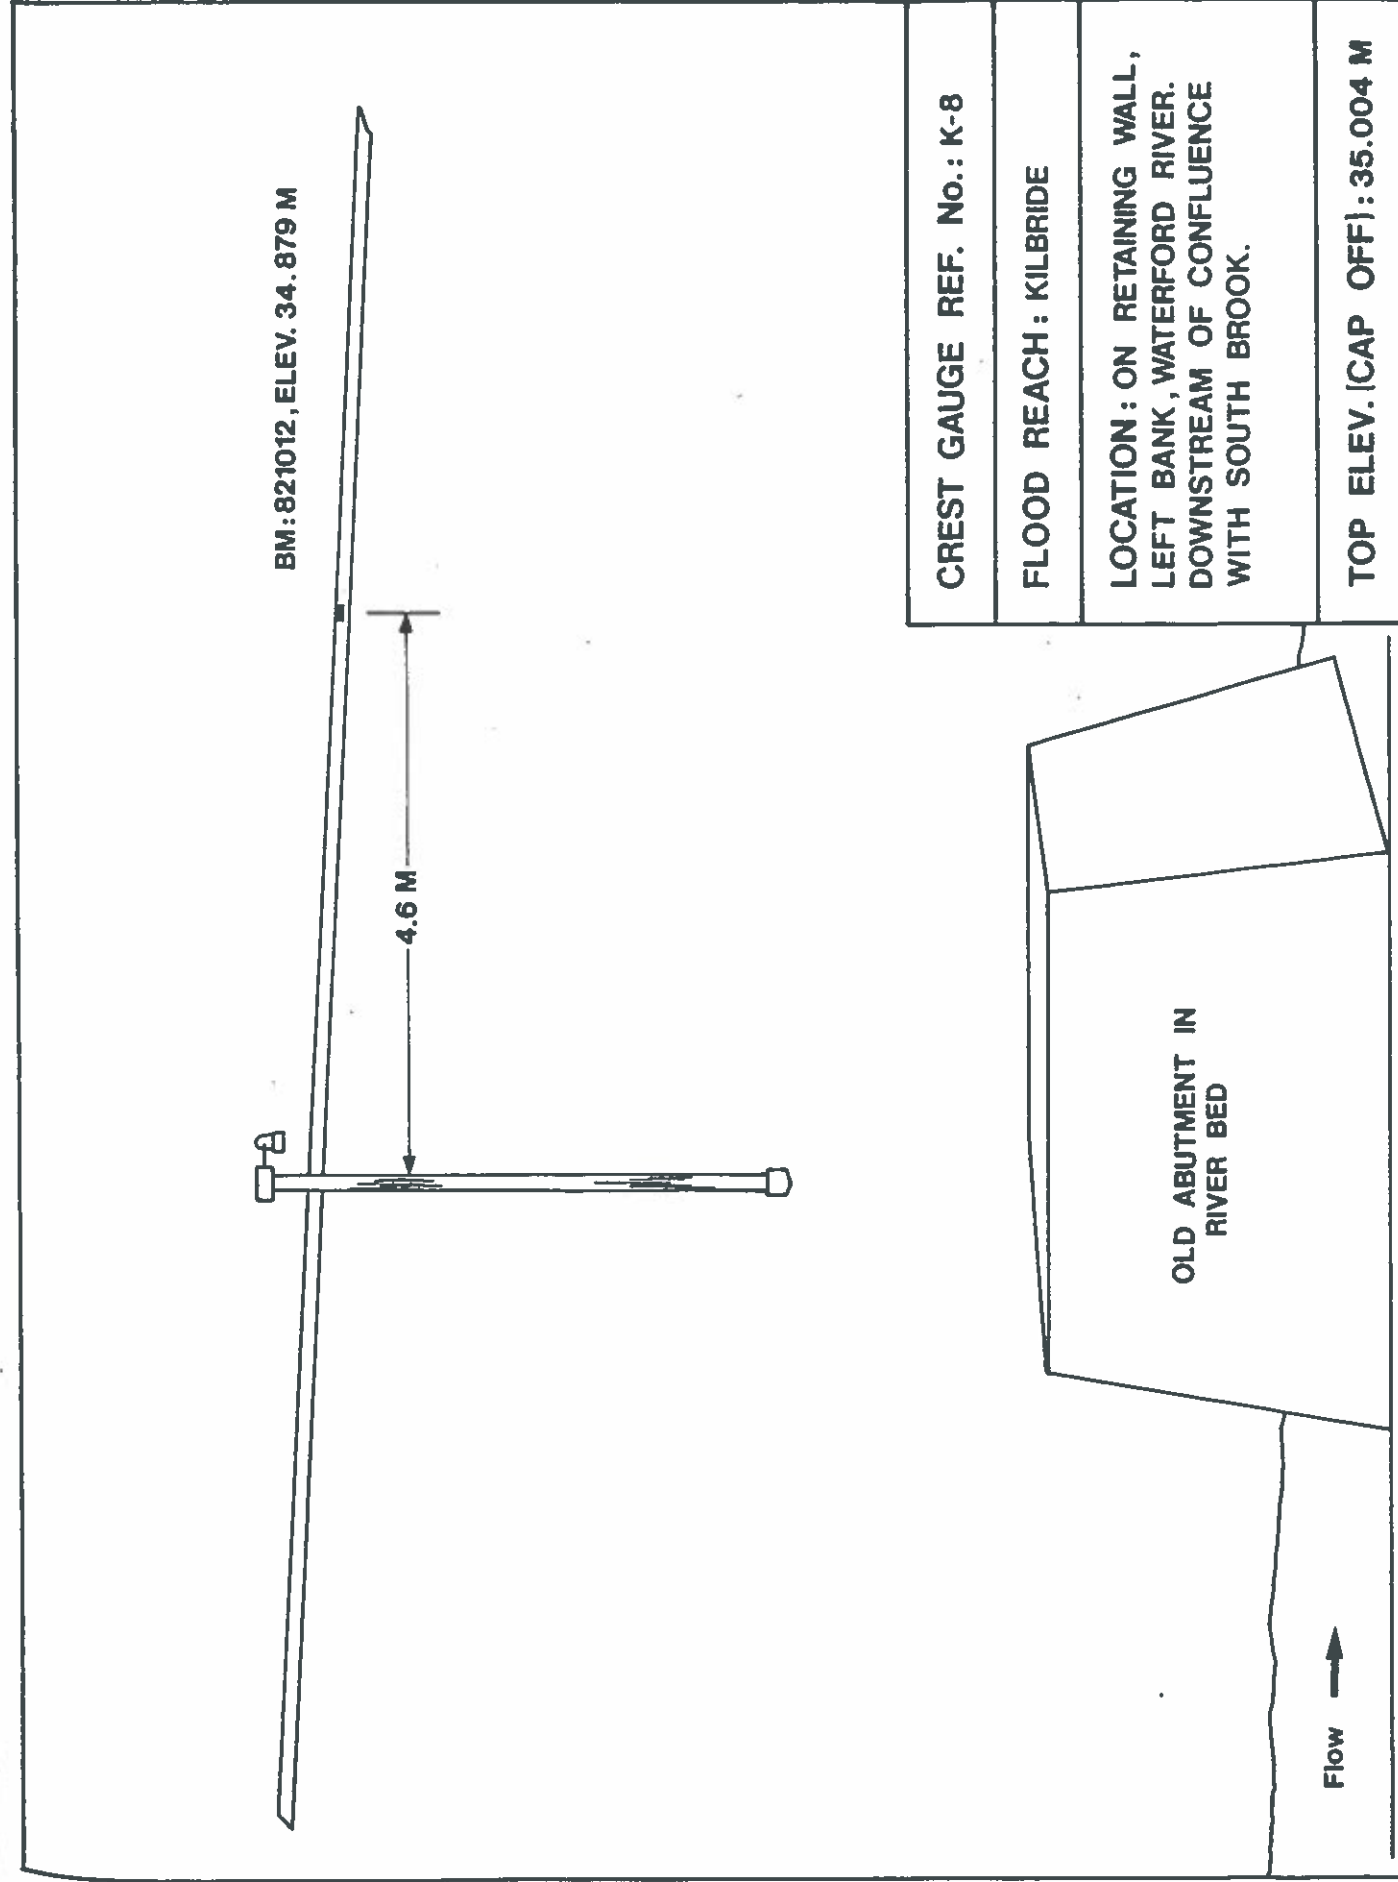 BM:821012, ELEV. 34.879 M
4.6 M
OLD ABUTMENT IN
RIVER BED
Flow
CREST GAUGE REF. No.: K-8
FLOOD REACH: KILBRIDE
LOCATION: ON RETAINING WALL,
LEFT BANK, WATERFORD RIVER.
DOWNSTREAM OF CONFLUENCE
WITH SOUTH BROOK.
TOP ELEV.(CAP OFF): 35.004 M